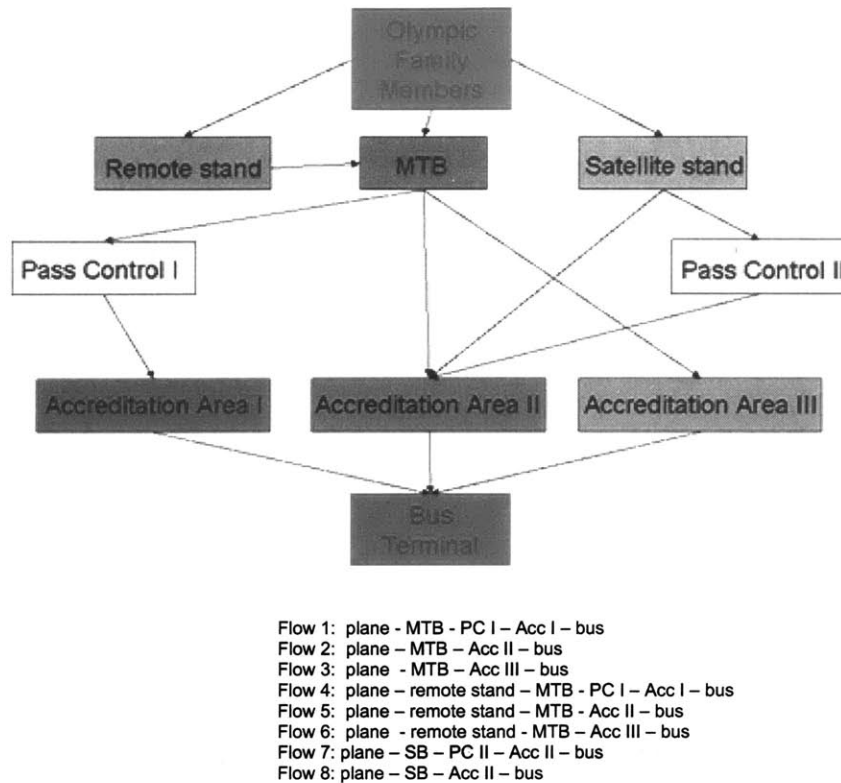 Olympic
Family
Members
Remote stand
MTB
Satellite stand
Pass Control I
Pass Control II
Accreditation Area I
Accreditation Area II
Accreditation Area III
Bus
Terminal
Flow 1: plane - MTB - PC I – Acc I – bus
Flow 2: plane – MTB – Acc II – bus
Flow 3: plane - MTB – Acc III – bus
Flow 4: plane – remote stand – MTB - PC I – Acc I – bus
Flow 5: plane – remote stand – MTB - Acc II – bus
Flow 6: plane - remote stand - MTB – Acc III – bus
Flow 7: plane – SB – PC II – Acc II – bus
Flow 8: plane – SB – Acc II – bus